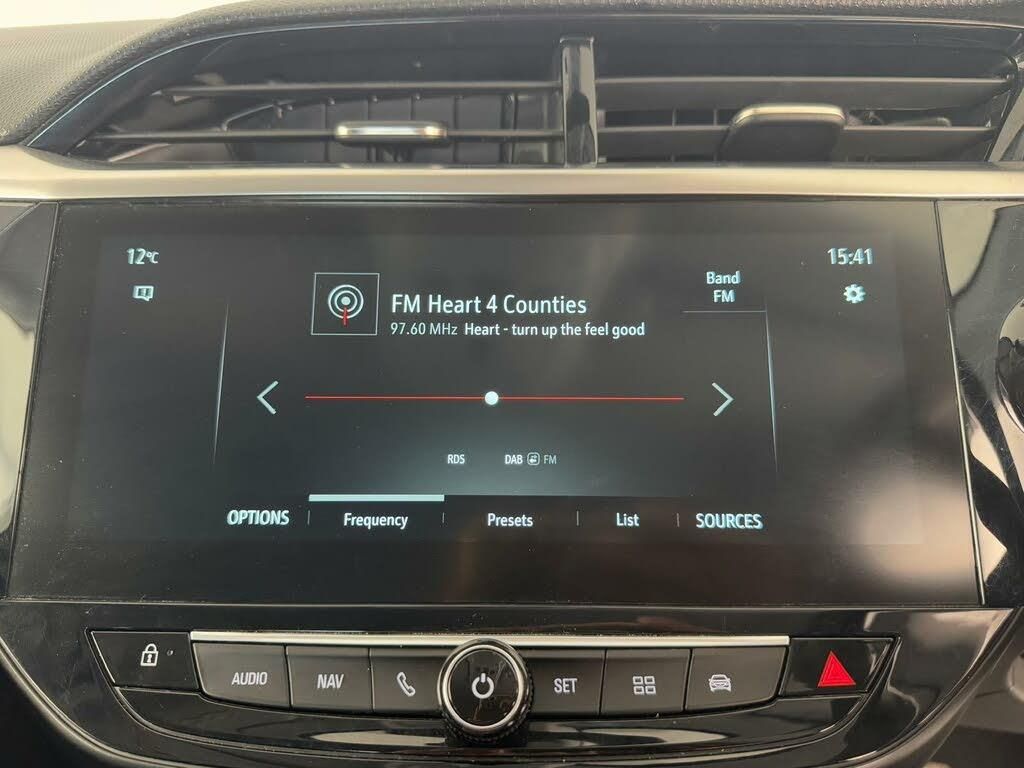 12°C
15:41
Band
FM
FM Heart 4 Counties
97.60 MHz Heart - turn up the feel good
RDS DAB FM
OPTIONS Frequency Presets List SOURCES
AUDIO NAV SET